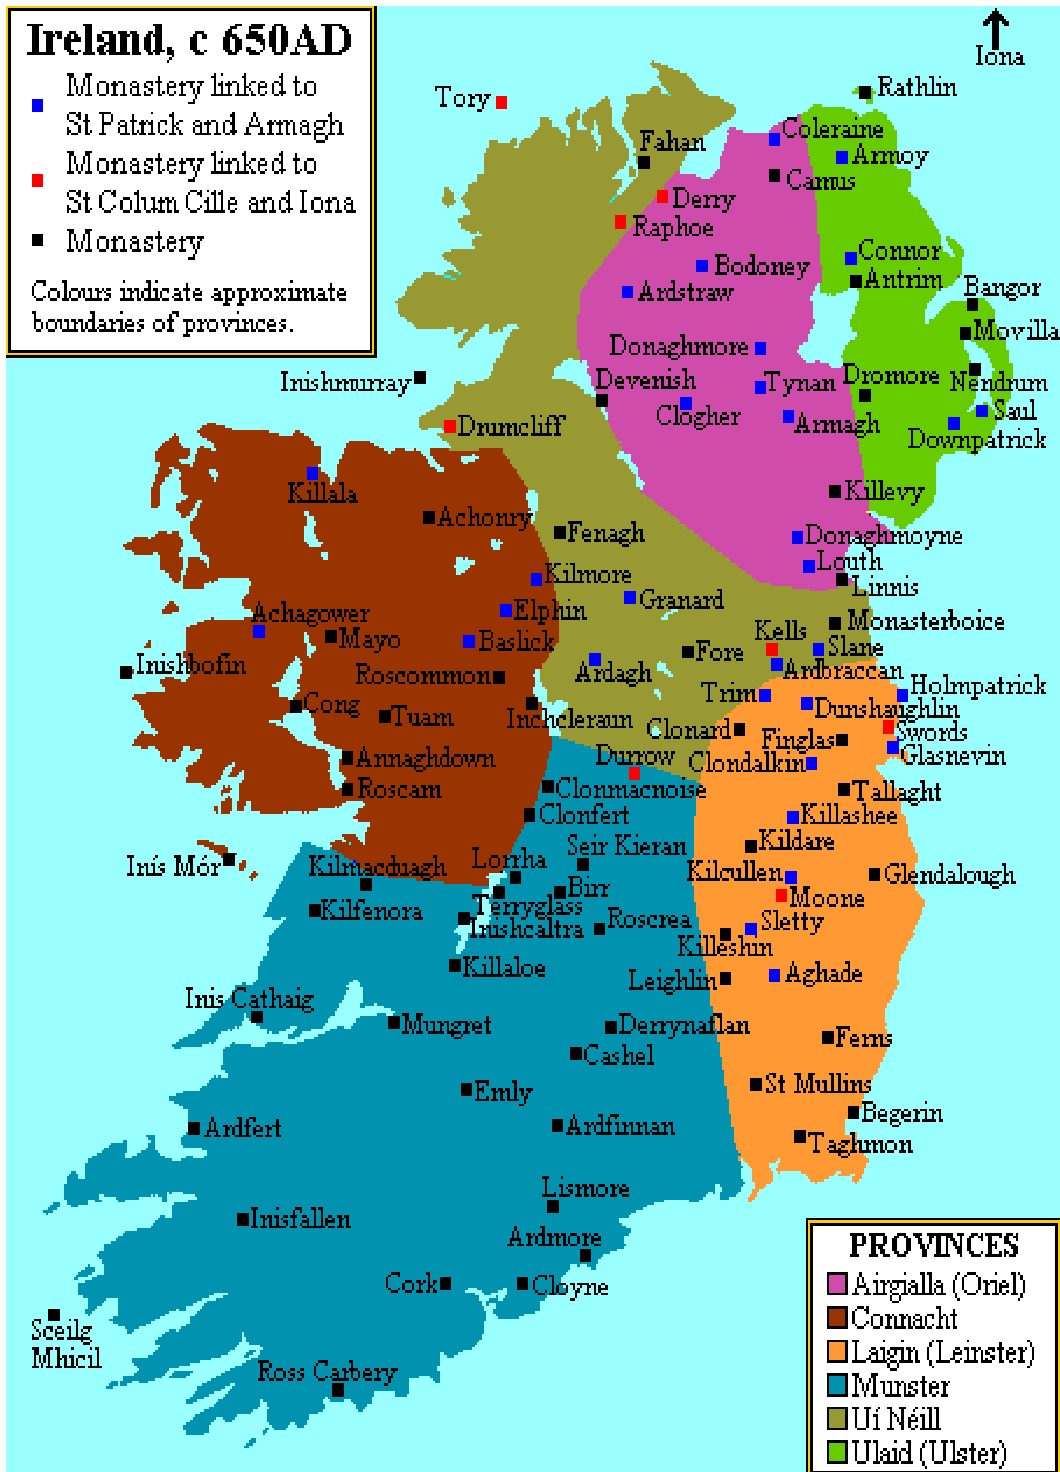 Ireland, c 650AD
Monastery linked to
St Patrick and Armagh
Monastery linked to
St Colum Cille and Iona
Monastery
Colours indicate approximate
boundaries of provinces.
Iona
Tory
Rathlin
Fahan
Coleraine
Armoy
Camus
Derry
Raphoe
Connor
Bodoney
Antrim
Ardstraw
Bangor
Movilla
Donaghmore
Inishmurray
Devenish
Tynan
Dromore
Nendrum
Clogher
Saul
Armagh
Downpatrick
Drumcliff
Killala
Killevy
Achonry
Fenagh
Donaghmoyne
Louth
Kilmore
Linnis
Granard
Elphin
Achagower
Monasterboice
Mayo
Baslick
Kells
Slane
Fore
Inishbofin
Ardagh
Ardbraccan
Roscommon
Trim
Holmpatrick
Cong
Tuam
Inchcleraun
Dunshaughlin
Clonard
Swords
Finglas
Annaghdown
Durrow
Clondalkin
Glasnevin
Roscam
Clonmacnoise
Tallaght
Clonfert
Killashee
Seir Kieran
Kildare
Inís Mór
Kilmacduagh
Lorrha
Kilcullen
Glendalough
Birr
Moone
Terryglass
Kilfenora
Inishcaltra
Roscrea
Sletty
Killeshin
Killaloe
Leighlin
Aghade
Inis Cathaig
Mungret
Derrynaflan
Ferns
Cashel
St Mullins
Emly
Begerin
Ardfert
Ardfinnan
Taghmon
Lismore
Inisfallen
Ardmore
Cork
Cloyne
Sceilg
Mhicil
Ross Carbery
PROVINCES
Airgialla (Oriel)
Connacht
Laigin (Leinster)
Munster
Uí Néill
Ulaid (Ulster)